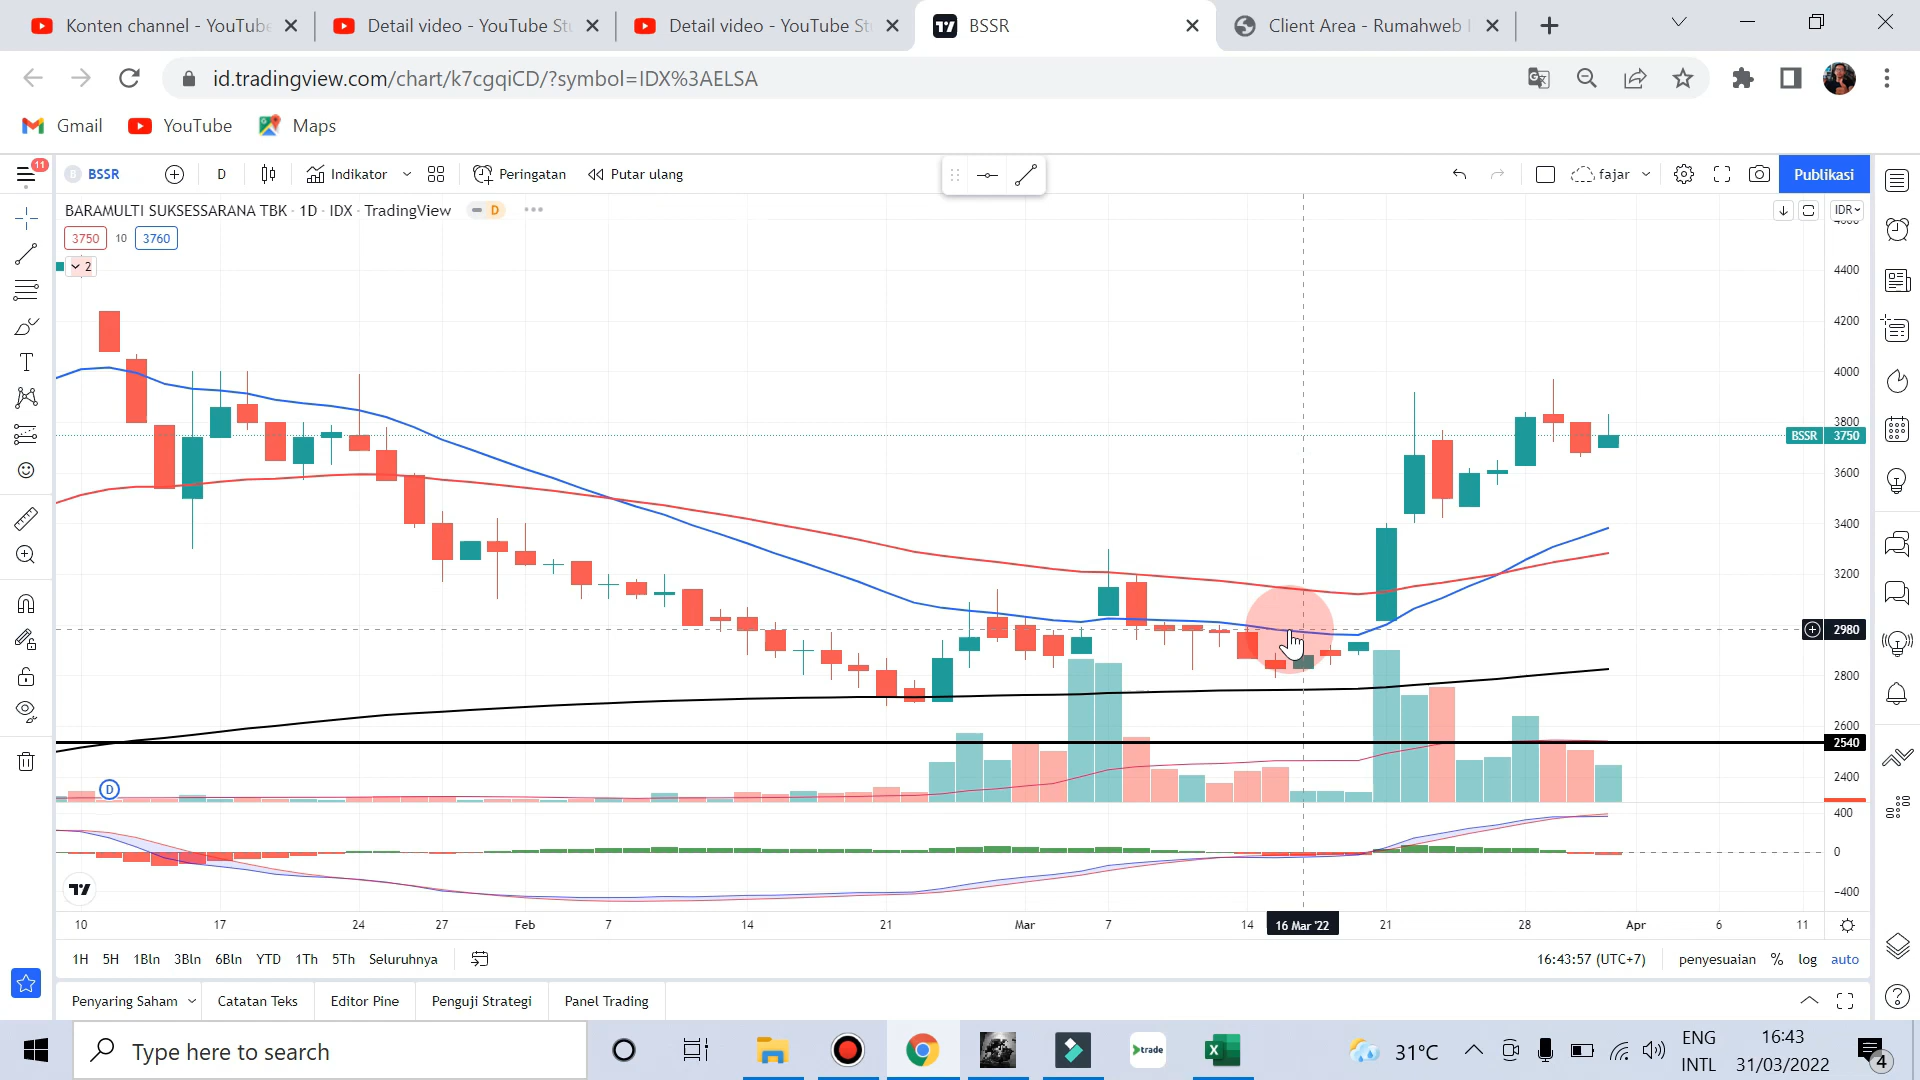 Konten channel - YouTube
Detail video - YouTube St
Detail video - YouTube St
BSSR
Client Area - Rumahweb
id.tradingview.com/chart/k7cgqiCD/?symbol=IDX%3AELSA
Gmail
YouTube
Maps
11
BSSR
D
Indikator
Peringatan
Putar ulang
fajar
Publikasi
BARAMULTI SUKSESSARANA TBK · 1D · IDX · TradingView
D
IDR
3750
10
3760
2
4400
4200
4000
3800
BSSR 3750
3600
3400
3200
2980
2800
2600
2540
2400
D
400
0
−400
10
17
24
27
Feb
7
14
21
Mar
7
14
16 Mar '22
21
28
Apr
6
11
1H
5H
1Bln
3Bln
6Bln
YTD
1Th
5Th
Seluruhnya
16:43:57 (UTC+7)
penyesuaian
%
log
auto
Penyaring Saham
Catatan Teks
Editor Pine
Penguji Strategi
Panel Trading
Type here to search
trade
31°C
ENG
INTL
16:43
31/03/2022
4